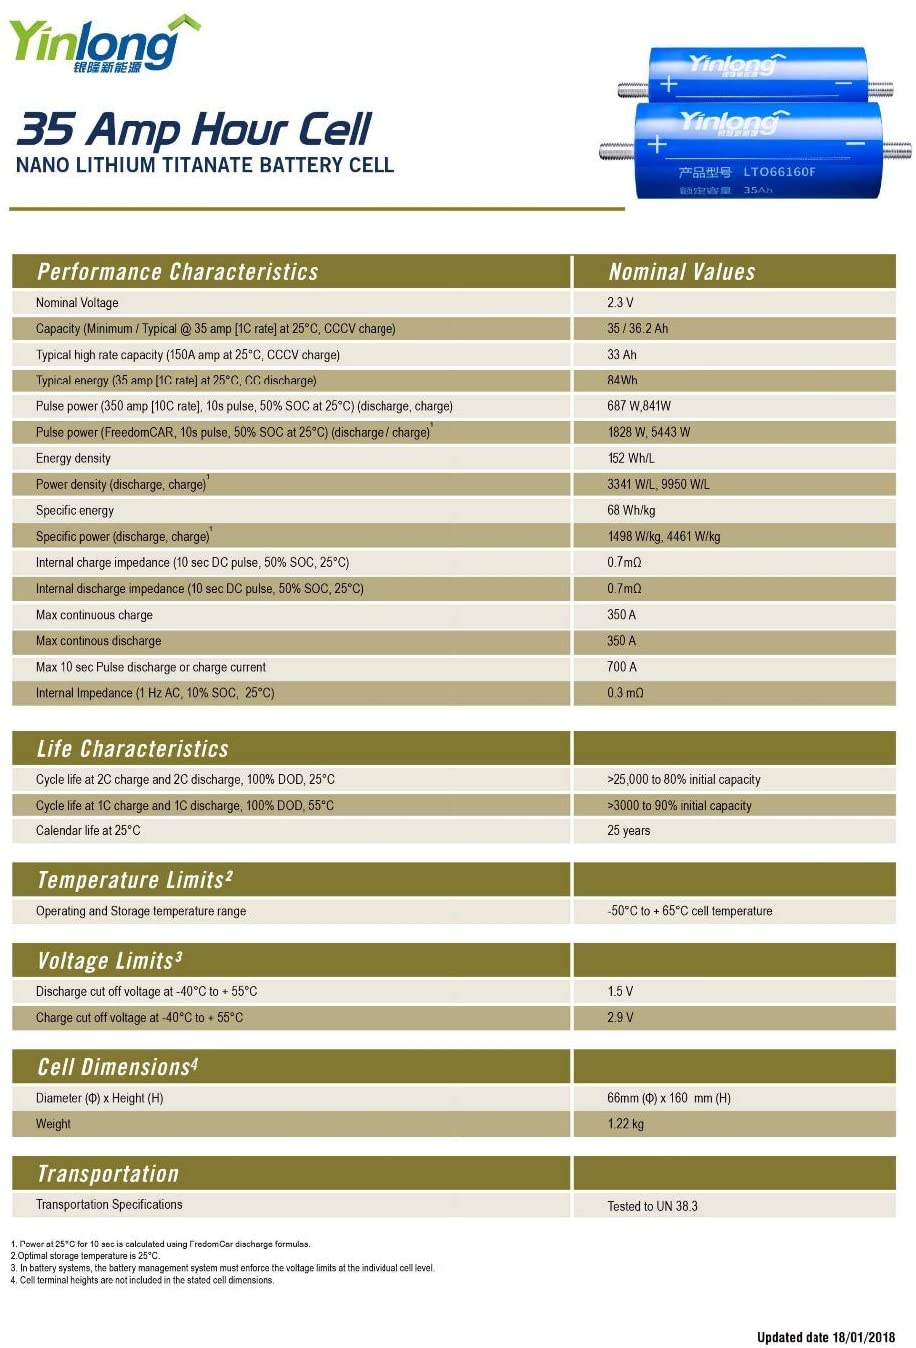 Yinlong
银隆新能源
35 Amp Hour Cell
NANO LITHIUM TITANATE BATTERY CELL
Yinlong
银隆新能源
+ −
Yinlong
银隆新能源
+ −
产品型号 LTO66160F
额定容量 35Ah
Performance Characteristics Nominal Values
Nominal Voltage 2.3 V
Capacity (Minimum / Typical @ 35 amp [1C rate] at 25°C, CCCV charge) 35 / 36.2 Ah
Typical high rate capacity (150A amp at 25°C, CCCV charge) 33 Ah
Typical energy (35 amp [1C rate] at 25°C, CC discharge) 84Wh
Pulse power (350 amp [10C rate], 10s pulse, 50% SOC at 25°C) (discharge, charge) 687 W,841W
Pulse power (FreedomCAR, 10s pulse, 50% SOC at 25°C) (discharge / charge)¹ 1828 W, 5443 W
Energy density 152 Wh/L
Power density (discharge, charge)¹ 3341 W/L, 9950 W/L
Specific energy 68 Wh/kg
Specific power (discharge, charge)¹ 1498 W/kg, 4461 W/kg
Internal charge impedance (10 sec DC pulse, 50% SOC, 25°C) 0.7mΩ
Internal discharge impedance (10 sec DC pulse, 50% SOC, 25°C) 0.7mΩ
Max continuous charge 350 A
Max continous discharge 350 A
Max 10 sec Pulse discharge or charge current 700 A
Internal Impedance (1 Hz AC, 10% SOC, 25°C) 0.3 mΩ
Life Characteristics
Cycle life at 2C charge and 2C discharge, 100% DOD, 25°C >25,000 to 80% initial capacity
Cycle life at 1C charge and 1C discharge, 100% DOD, 55°C >3000 to 90% initial capacity
Calendar life at 25°C 25 years
Temperature Limits²
Operating and Storage temperature range -50°C to + 65°C cell temperature
Voltage Limits³
Discharge cut off voltage at -40°C to + 55°C 1.5 V
Charge cut off voltage at -40°C to + 55°C 2.9 V
Cell Dimensions⁴
Diameter (Φ) x Height (H) 66mm (Φ) x 160 mm (H)
Weight 1.22 kg
Transportation
Transportation Specifications Tested to UN 38.3
1. Power at 25°C for 10 sec is calculated using FredomCar discharge formulas.
2.Optimal storage temperature is 25°C.
3. In battery systems, the battery management system must enforce the voltage limits at the individual cell level.
4. Cell terminal heights are not included in the stated cell dimensions.
Updated date 18/01/2018